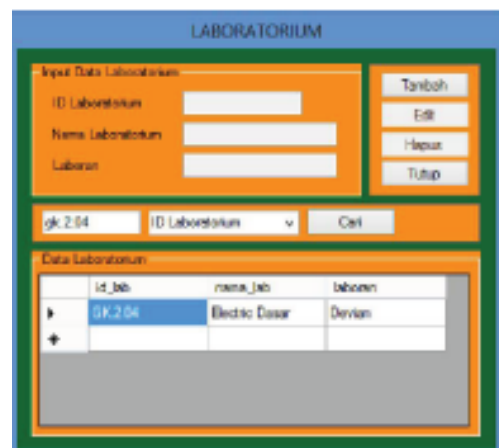 LABORATORIUM
Input Data Laboratorium
ID Laboratorium
Nama Laboratorium
Laboran
Tambah
Edit
Hapus
Tutup
gk.2.04 ID Laboratorium Cari
Data Laboratorium
id_lab nama_lab laboran
GK.2.04 Electric Dasar Devian